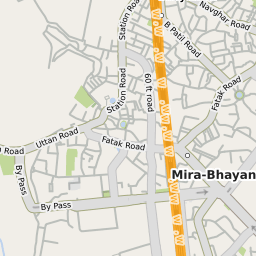 Navghar Road
B Patil Road
Station Road
60 ft road
Station Road
Fatak Road
Uttan Road
Road
Fatak Road
By Pass
Mira-Bhayan
By Pass
W
W
W
W
W
W